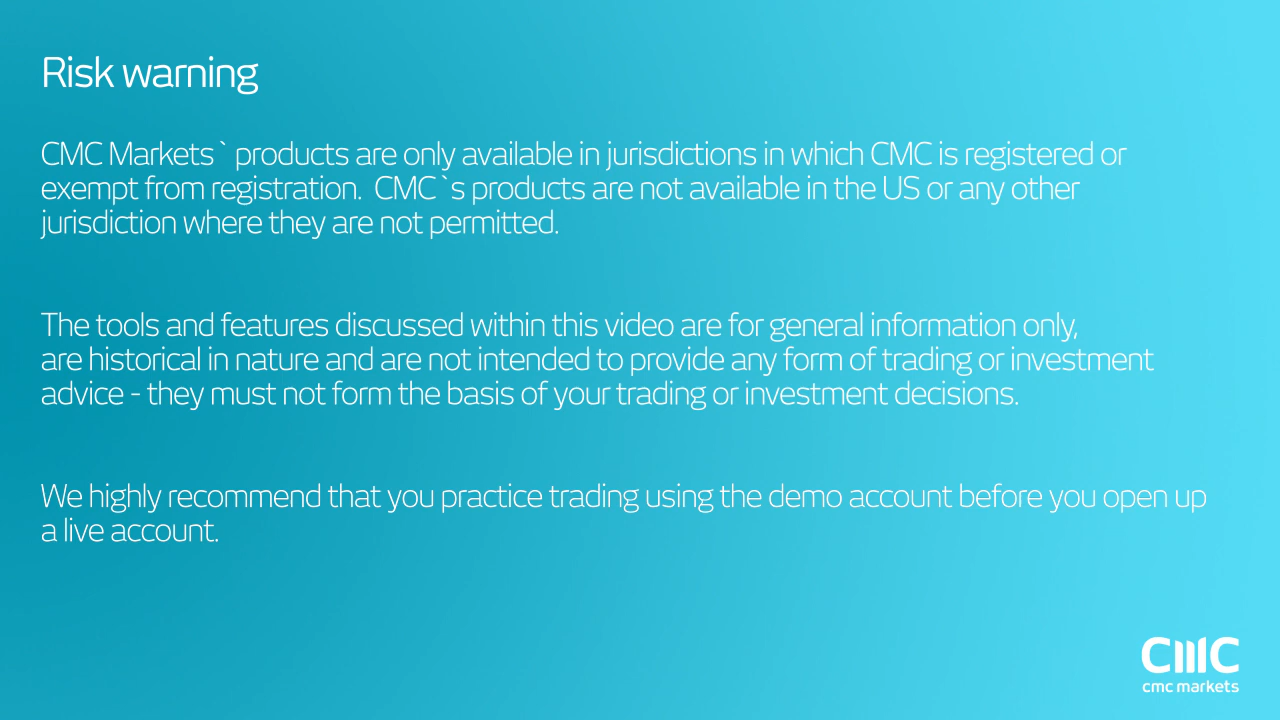 Risk warning
CMC Markets` products are only available in jurisdictions in which CMC is registered or
exempt from registration.  CMC`s products are not available in the US or any other
jurisdiction where they are not permitted.
The tools and features discussed within this video are for general information only,
are historical in nature and are not intended to provide any form of trading or investment
advice - they must not form the basis of your trading or investment decisions.
We highly recommend that you practice trading using the demo account before you open up
a live account.
CMC
cmc markets